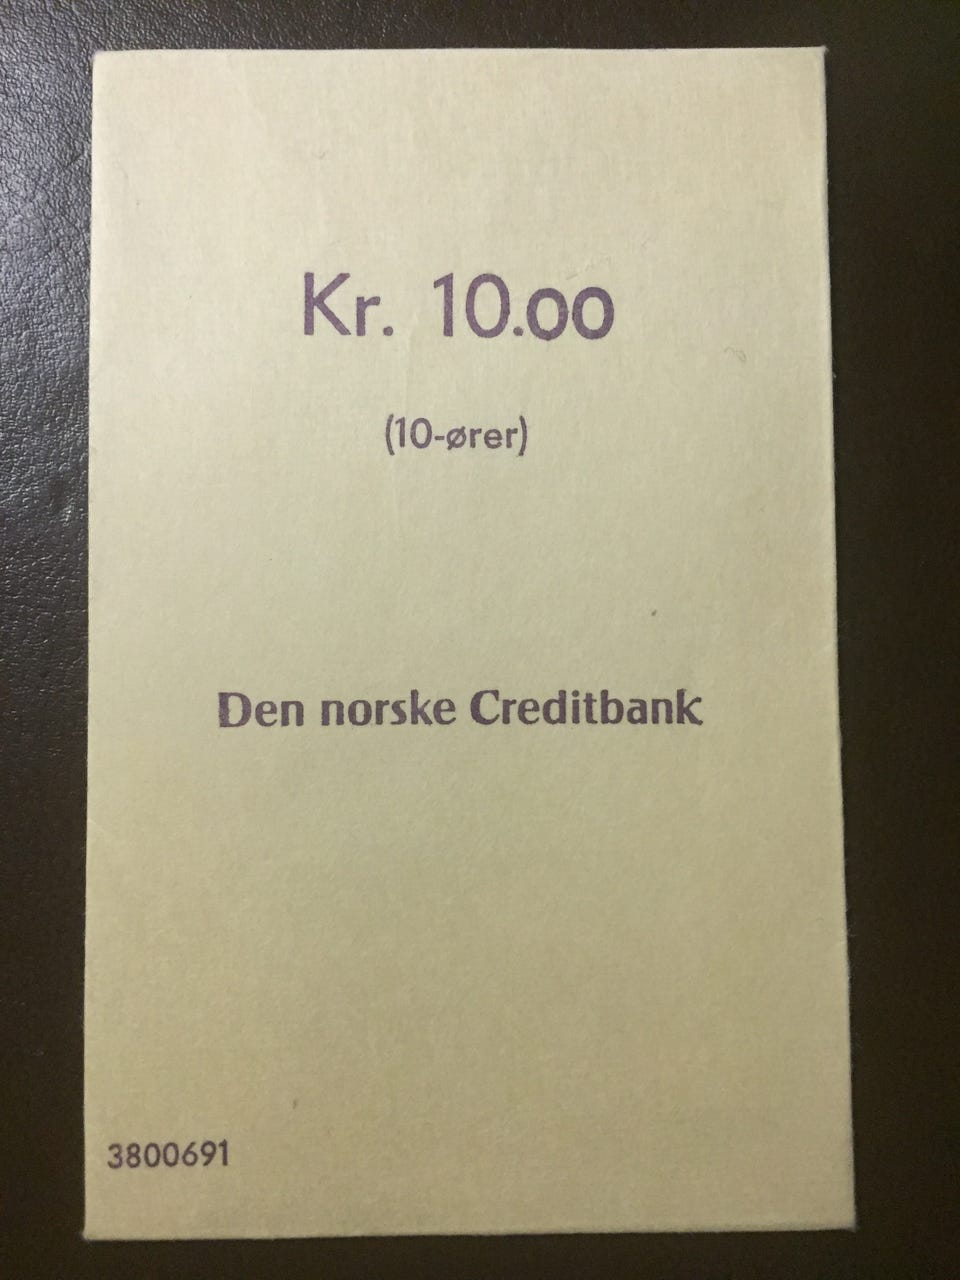 Kr. 10.00
(10-ører)
Den norske Creditbank
3800691